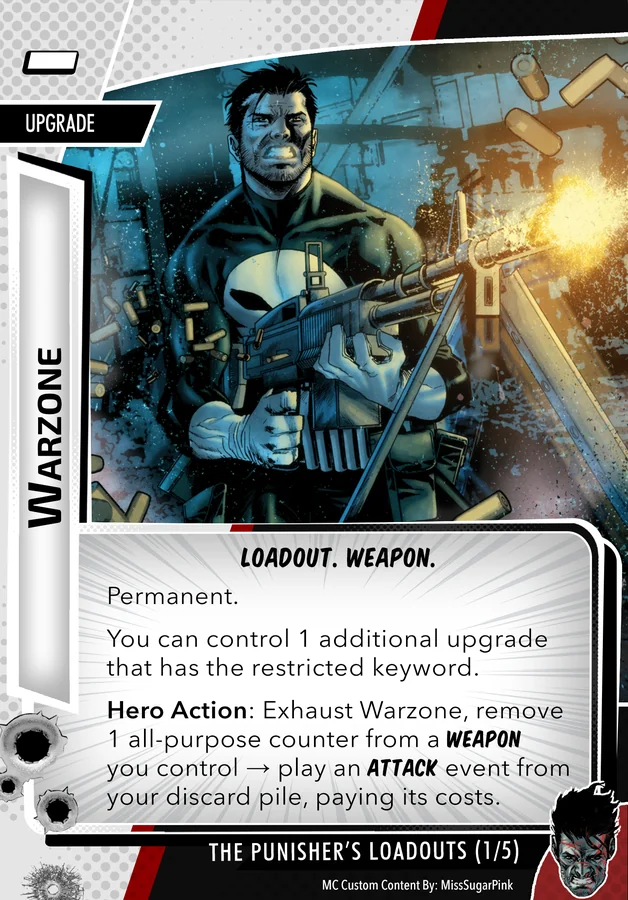 UPGRADE
WARZONE
LOADOUT. WEAPON.
Permanent.
You can control 1 additional upgrade
that has the restricted keyword.
Hero Action: Exhaust Warzone, remove
1 all-purpose counter from a WEAPON
you control → play an ATTACK event from
your discard pile, paying its costs.
THE PUNISHER'S LOADOUTS (1/5)
MC Custom Content By: MissSugarPink